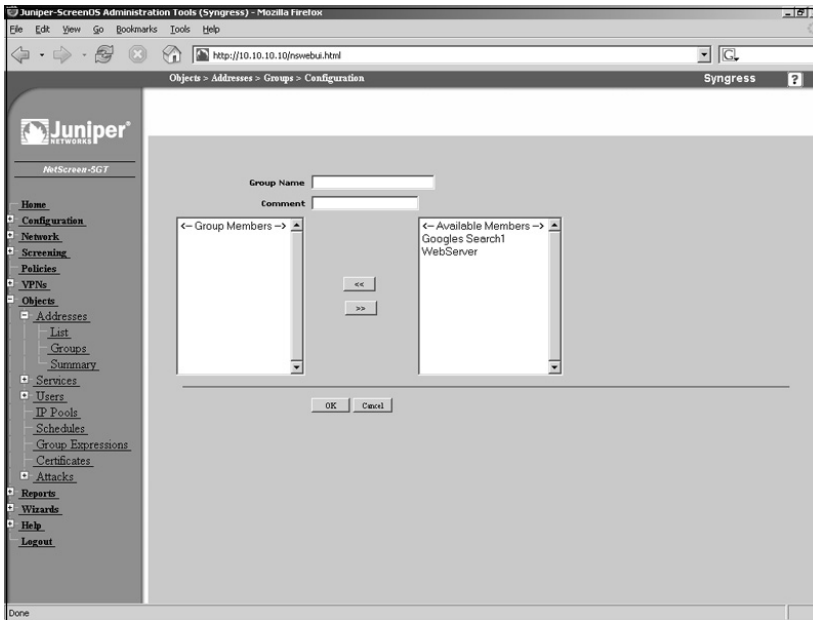 Juniper-ScreenOS Administration Tools (Syngress) - Mozilla Firefox
File Edit View Go Bookmarks Tools Help
http://10.10.10.10/nswebui.html
G
Objects > Addresses > Groups > Configuration
Syngress ?
Juniper®
NETWORKS
NetScreen-5GT
Home
Configuration
Network
Screening
Policies
VPNs
Objects
Addresses
List
Groups
Summary
Services
Users
IP Pools
Schedules
Group Expressions
Certificates
Attacks
Reports
Wizards
Help
Logout
Group Name
Comment
<-- Group Members -->
<-- Available Members -->
Googles Search1
WebServer
<<
>>
OK Cancel
Done